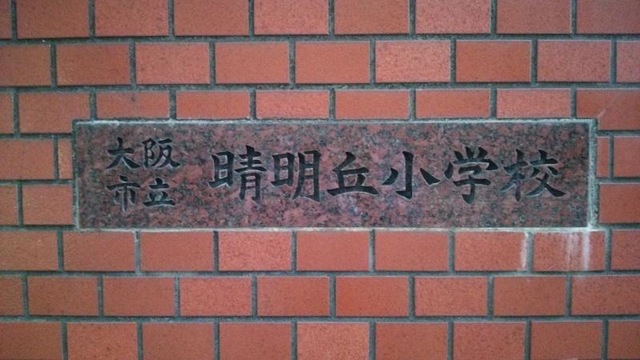 大阪
市立
晴明丘小学校